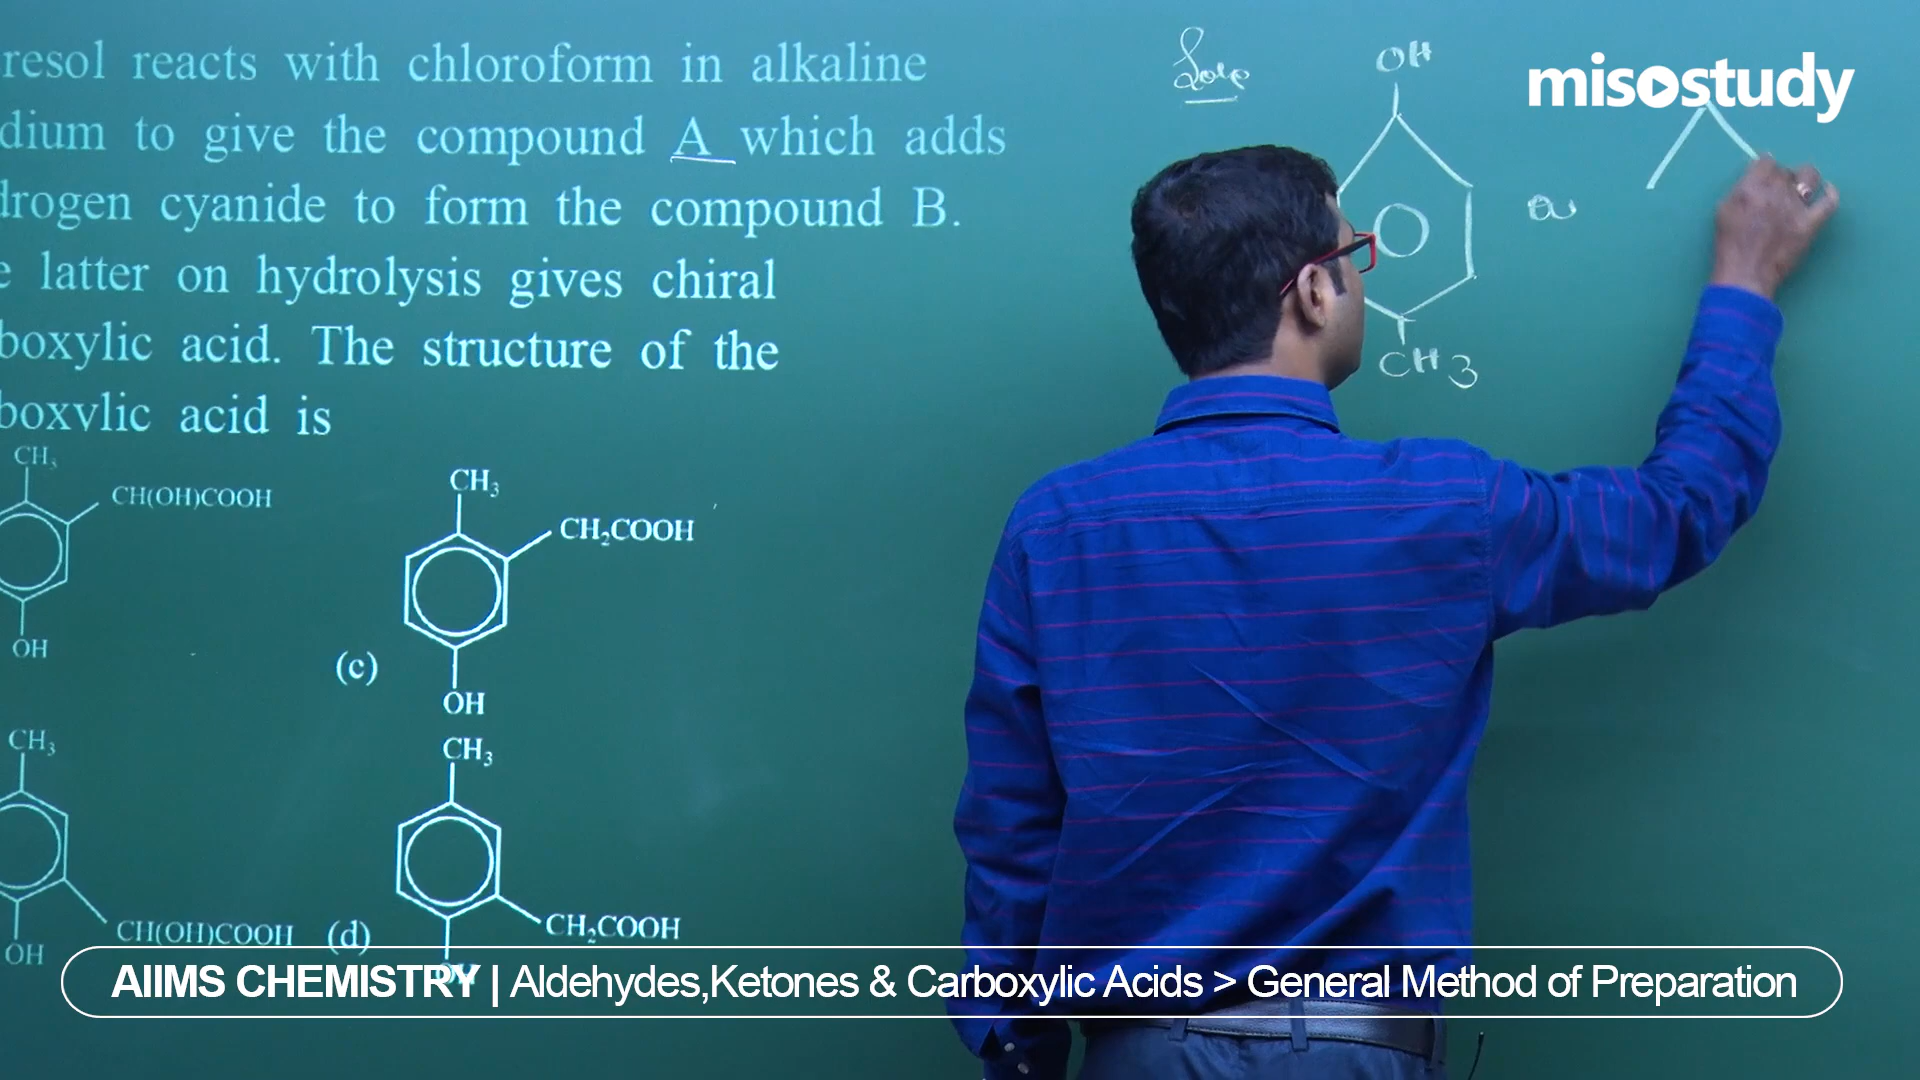 resol reacts with chloroform in alkaline
dium to give the compound A which adds
drogen cyanide to form the compound B.
e latter on hydrolysis gives chiral
boxylic acid. The structure of the
boxvlic acid is
CH₃
CH(OH)COOH
OH
CH₃
CH₂COOH
(c)
OH
CH₃
CH(OH)COOH
OH
CH₃
CH₂COOH
(d)
OH
OH
CH3
or
misostudy
AIIMS CHEMISTRY | Aldehydes,Ketones & Carboxylic Acids > General Method of Preparation